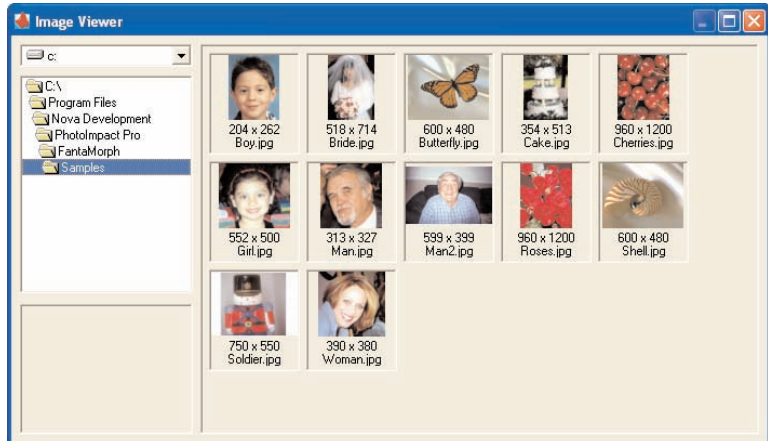 Image Viewer
c:
C:\
Program Files
Nova Development
PhotoImpact Pro
FantaMorph
Samples
204 x 262
Boy.jpg
518 x 714
Bride.jpg
600 x 480
Butterfly.jpg
354 x 513
Cake.jpg
960 x 1200
Cherries.jpg
552 x 500
Girl.jpg
313 x 327
Man.jpg
599 x 399
Man2.jpg
960 x 1200
Roses.jpg
600 x 480
Shell.jpg
750 x 550
Soldier.jpg
390 x 380
Woman.jpg